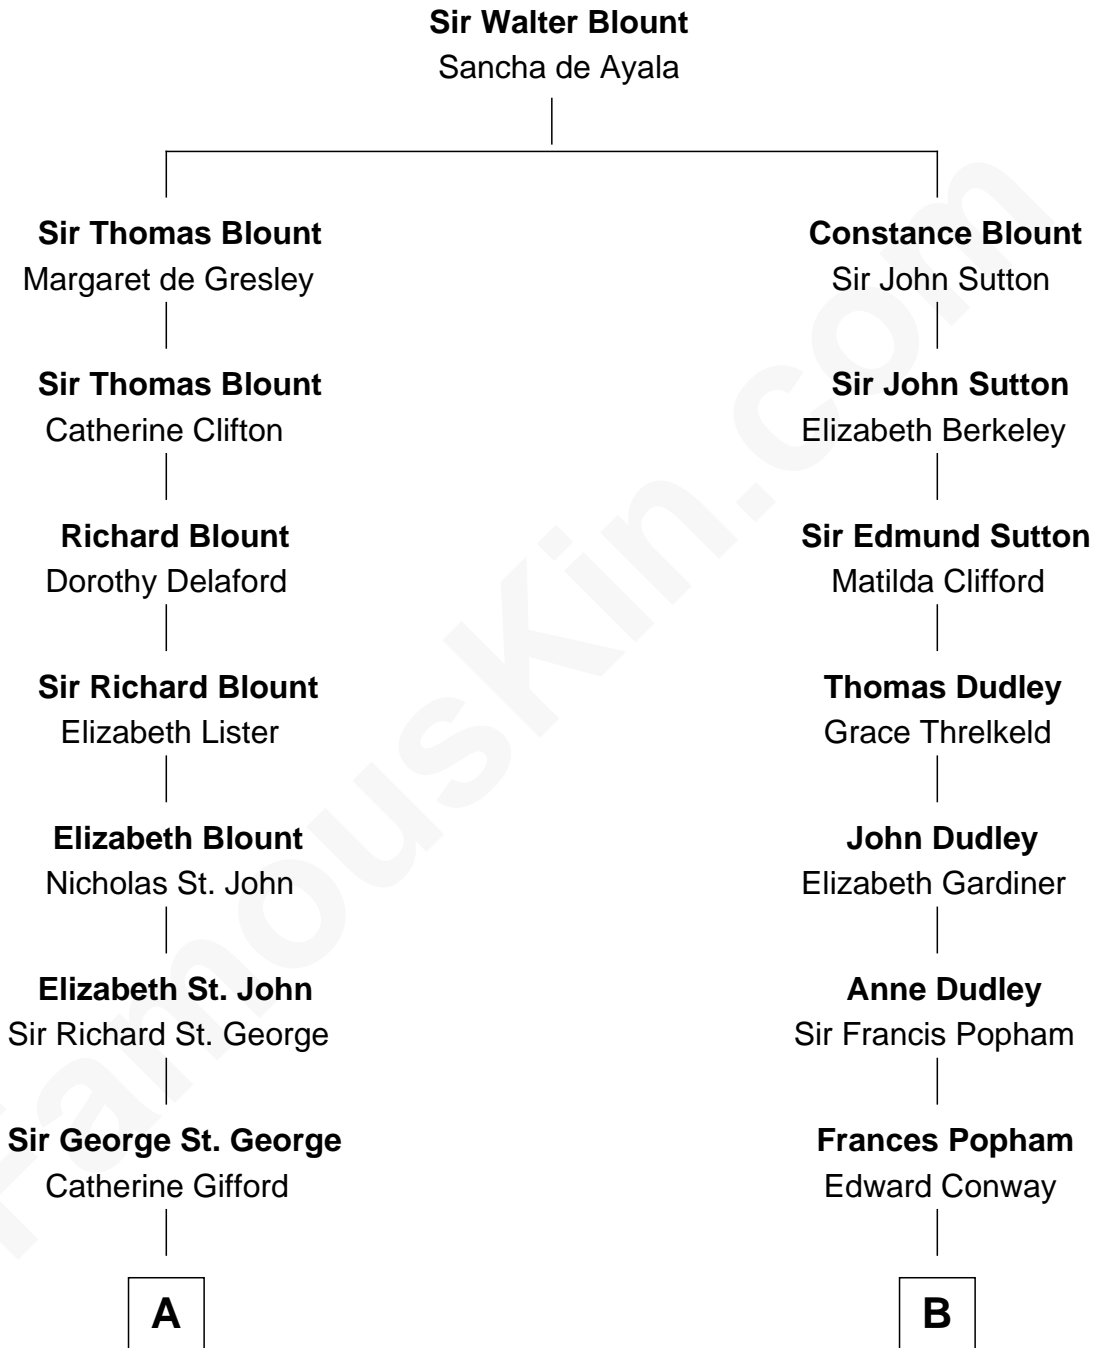 Sir Walter Blount
Sancha de Ayala
Sir Thomas Blount
Margaret de Gresley
Sir Thomas Blount
Catherine Clifton
Richard Blount
Dorothy Delaford
Sir Richard Blount
Elizabeth Lister
Elizabeth Blount
Nicholas St. John
Elizabeth St. John
Sir Richard St. George
Sir George St. George
Catherine Gifford
A
Constance Blount
Sir John Sutton
Sir John Sutton
Elizabeth Berkeley
Sir Edmund Sutton
Matilda Clifford
Thomas Dudley
Grace Threlkeld
John Dudley
Elizabeth Gardiner
Anne Dudley
Sir Francis Popham
Frances Popham
Edward Conway
B
FamousKin.com